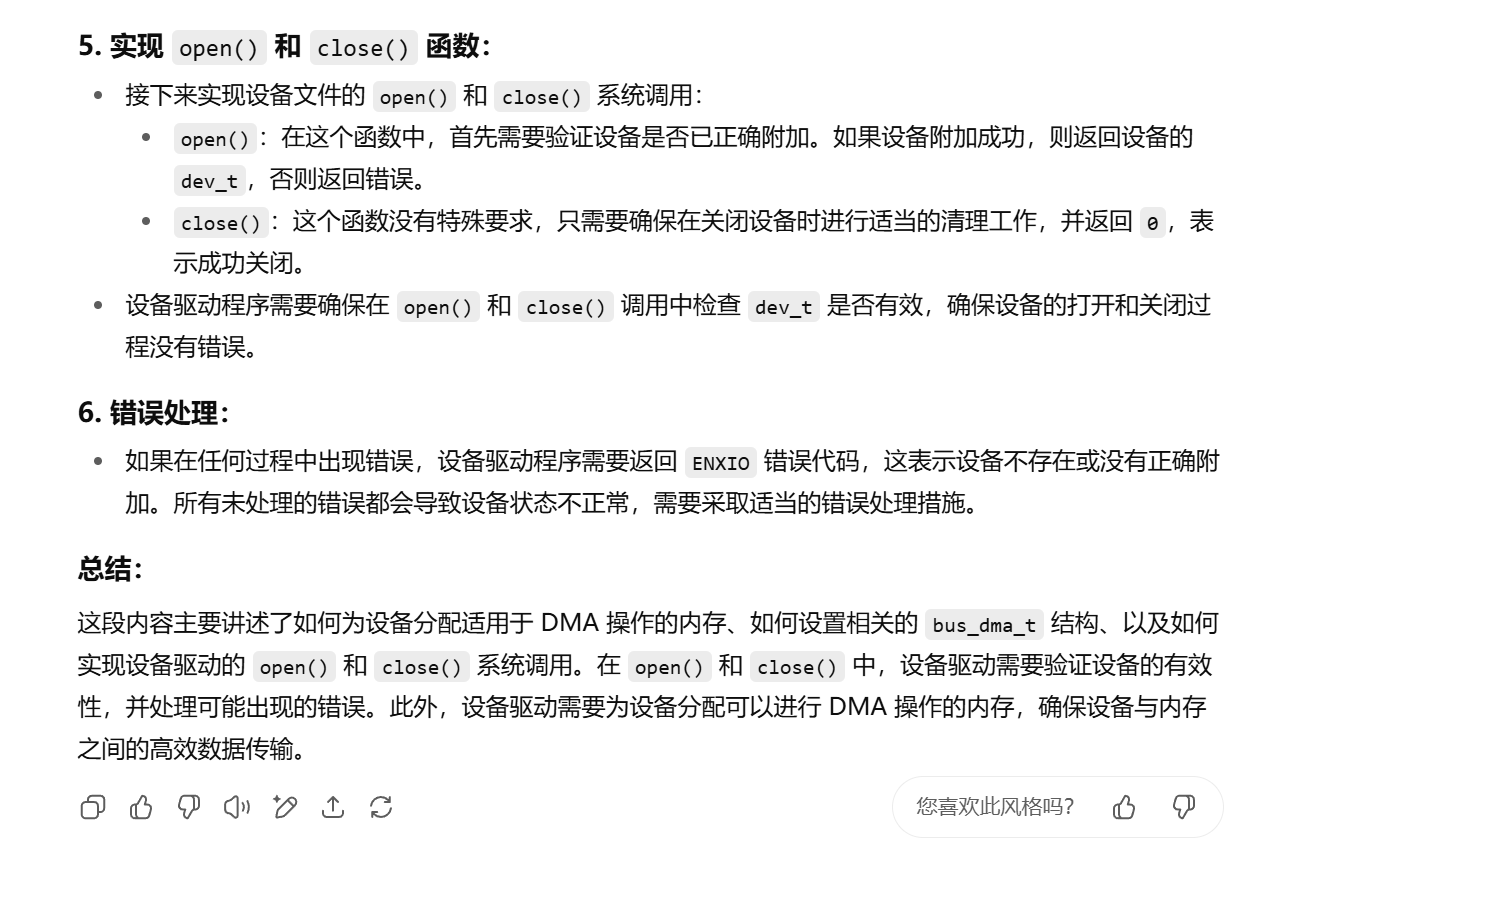 5. 实现 open() 和 close() 函数：
接下来实现设备文件的 open() 和 close() 系统调用：
open()：在这个函数中，首先需要验证设备是否已正确附加。如果设备附加成功，则返回设备的
dev_t，否则返回错误。
close()：这个函数没有特殊要求，只需要确保在关闭设备时进行适当的清理工作，并返回 0，表
示成功关闭。
设备驱动程序需要确保在 open() 和 close() 调用中检查 dev_t 是否有效，确保设备的打开和关闭过
程没有错误。
6. 错误处理：
如果在任何过程中出现错误，设备驱动程序需要返回 ENXIO 错误代码，这表示设备不存在或没有正确附
加。所有未处理的错误都会导致设备状态不正常，需要采取适当的错误处理措施。
总结：
这段内容主要讲述了如何为设备分配适用于 DMA 操作的内存、如何设置相关的 bus_dma_t 结构、以及如何
实现设备驱动的 open() 和 close() 系统调用。在 open() 和 close() 中，设备驱动需要验证设备的有效
性，并处理可能出现的错误。此外，设备驱动需要为设备分配可以进行 DMA 操作的内存，确保设备与内存
之间的高效数据传输。
您喜欢此风格吗？